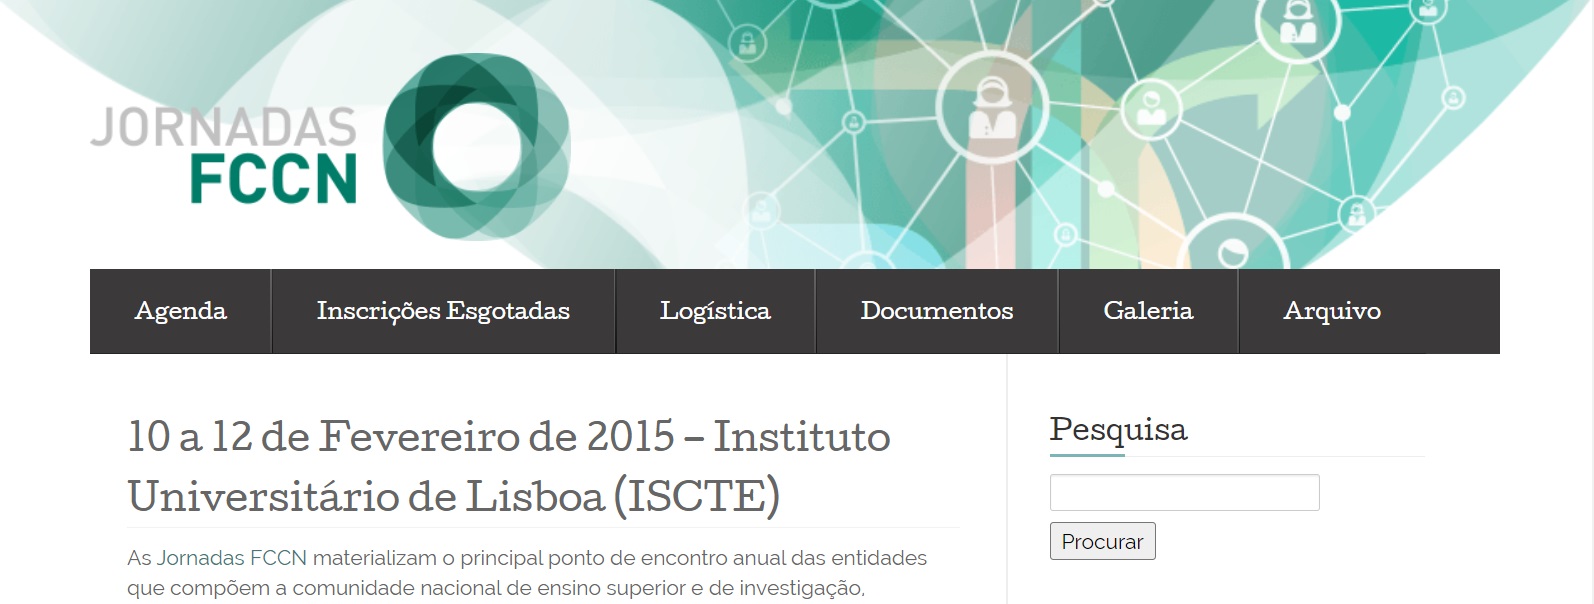 JORNADAS
FCCN
Agenda
Inscrições Esgotadas
Logística
Documentos
Galeria
Arquivo
10 a 12 de Fevereiro de 2015 – Instituto
Universitário de Lisboa (ISCTE)
As Jornadas FCCN materializam o principal ponto de encontro anual das entidades
que compõem a comunidade nacional de ensino superior e de investigação,
Pesquisa
Procurar